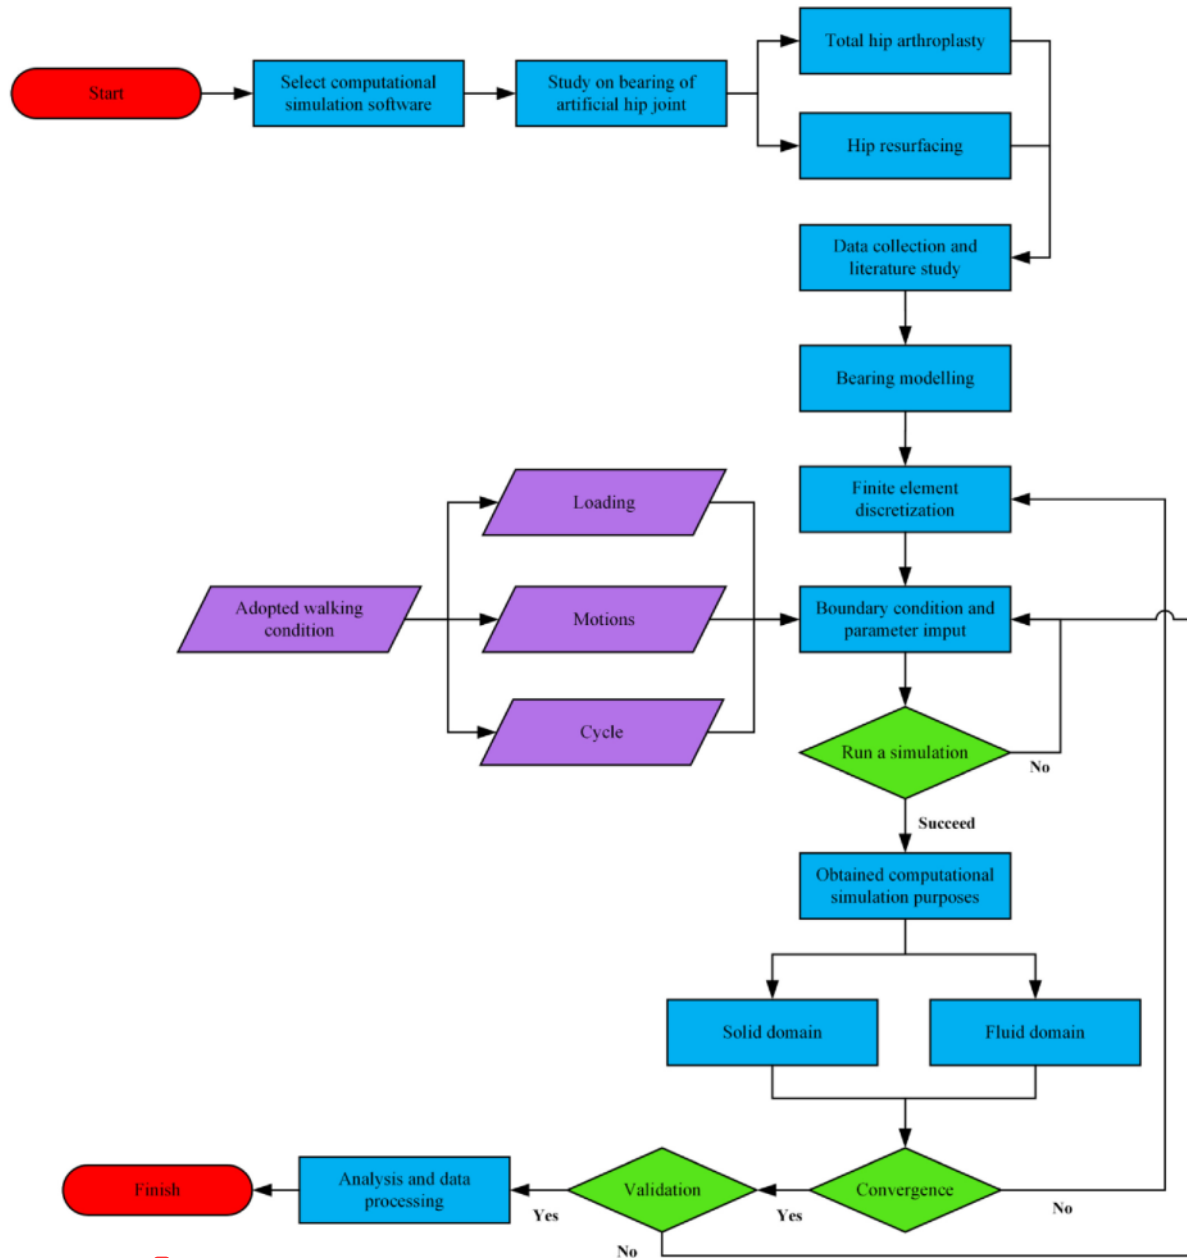 Start
Select computational
simulation software
Study on bearing of
artificial hip joint
Total hip arthroplasty
Hip resurfacing
Data collection and
literature study
Bearing modelling
Finite element
discretization
Adopted walking
condition
Loading
Motions
Cycle
Boundary condition and
parameter imput
Run a simulation
No
Succeed
Obtained computational
simulation purposes
Solid domain
Fluid domain
Convergence
No
Yes
Validation
No
Yes
Analysis and data
processing
Finish